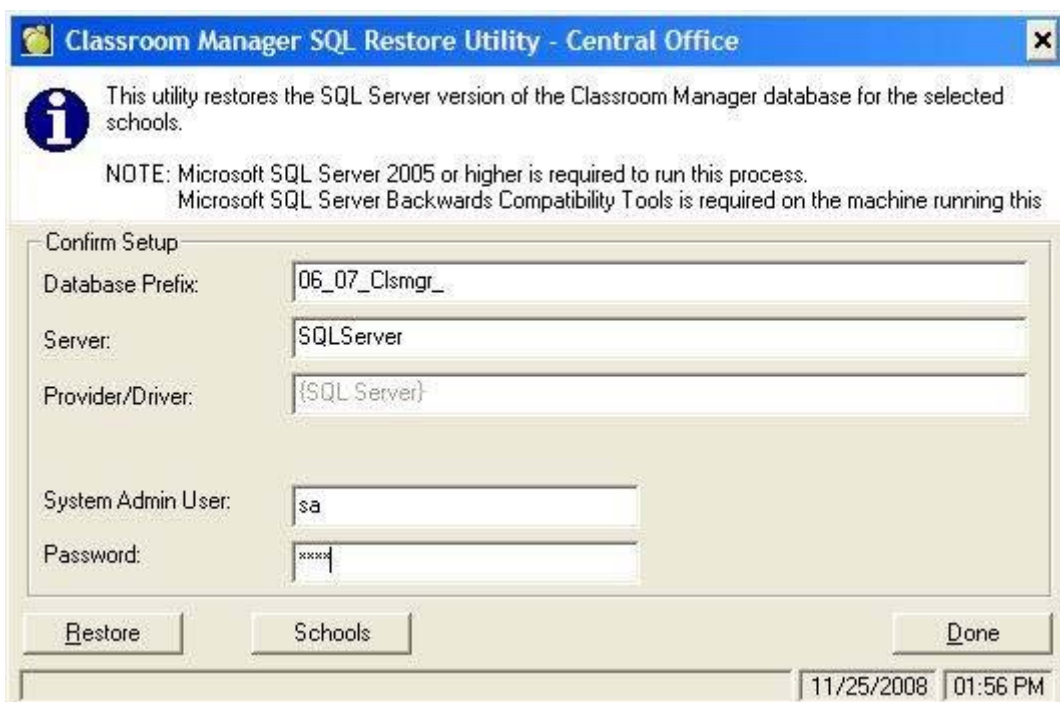 Classroom Manager SQL Restore Utility - Central Office
This utility restores the SQL Server version of the Classroom Manager database for the selected
schools.
NOTE: Microsoft SQL Server 2005 or higher is required to run this process.
Microsoft SQL Server Backwards Compatibility Tools is required on the machine running this
Confirm Setup
Database Prefix: 06_07_Clsmgr_
Server: SQLServer
Provider/Driver: {SQL Server}
System Admin User: sa
Password: ****
Restore Schools Done
11/25/2008 01:56 PM